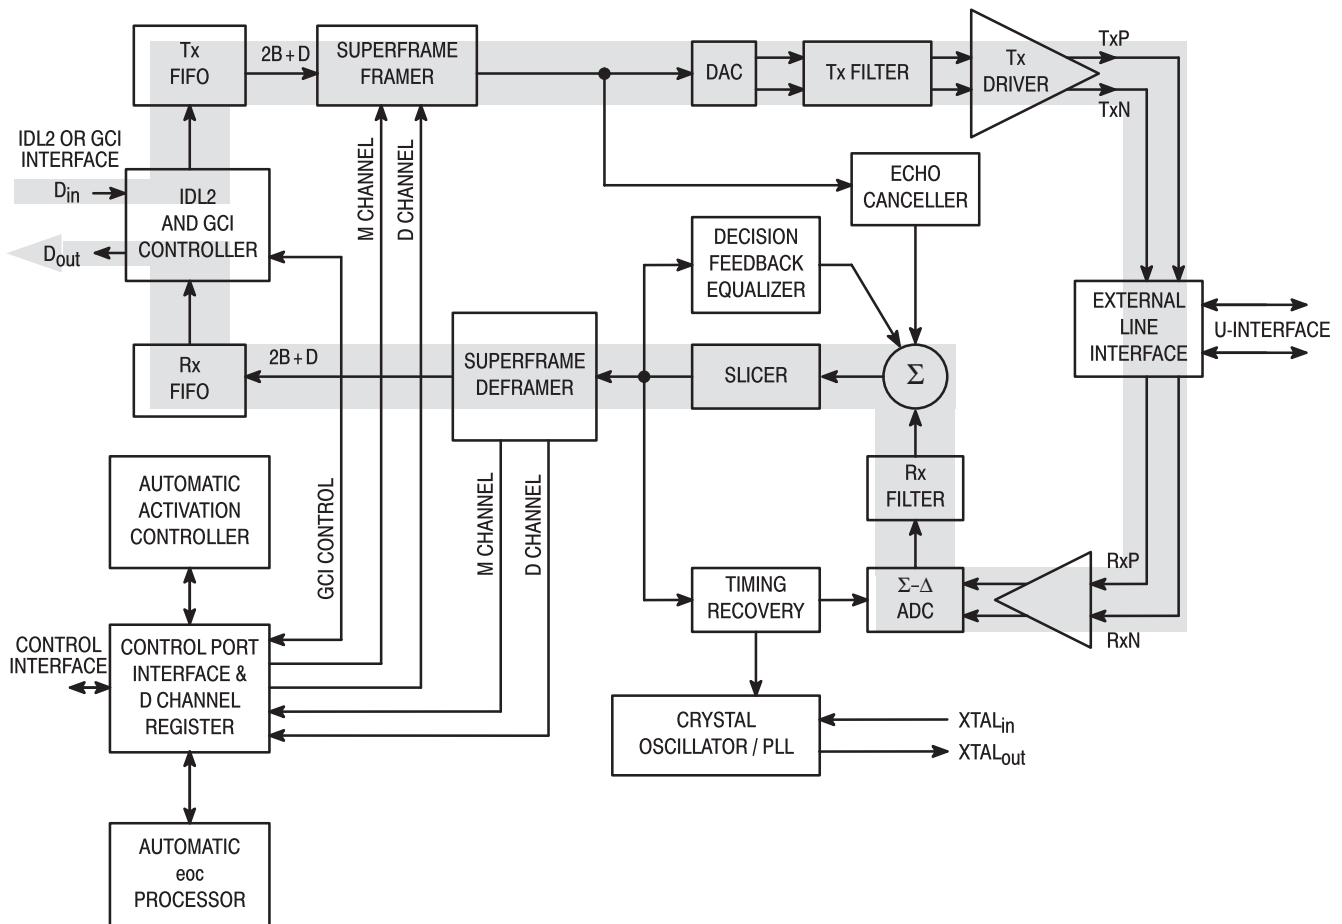 Tx
FIFO
2B+D
SUPERFRAME
FRAMER
DAC
Tx FILTER
Tx
DRIVER
TxP
TxN
IDL2 OR GCI
INTERFACE
Din
Dout
IDL2
AND GCI
CONTROLLER
M CHANNEL
D CHANNEL
ECHO
CANCELLER
DECISION
FEEDBACK
EQUALIZER
EXTERNAL
LINE
INTERFACE
U-INTERFACE
Rx
FIFO
2B+D
SUPERFRAME
DEFRAMER
SLICER
Σ
Rx
FILTER
AUTOMATIC
ACTIVATION
CONTROLLER
GCI CONTROL
M CHANNEL
D CHANNEL
TIMING
RECOVERY
Σ–Δ
ADC
RxP
RxN
CONTROL
INTERFACE
CONTROL PORT
INTERFACE &
D CHANNEL
REGISTER
CRYSTAL
OSCILLATOR / PLL
XTALin
XTALout
AUTOMATIC
eoc
PROCESSOR